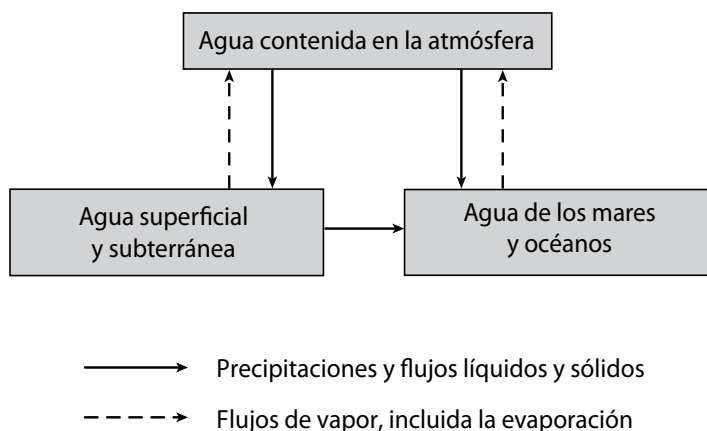 Agua contenida en la atmósfera
Agua superficial
y subterránea
Agua de los mares
y océanos
Precipitaciones y flujos líquidos y sólidos
Flujos de vapor, incluida la evaporación